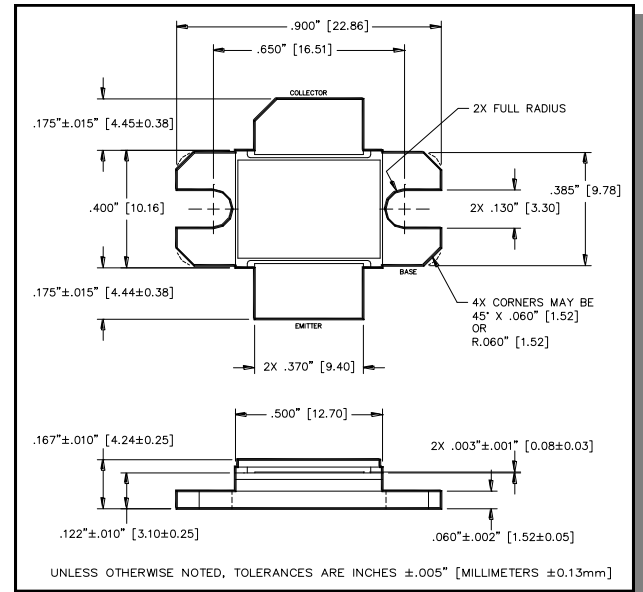 .900" [22.86]
.650" [16.51]
COLLECTOR
2X FULL RADIUS
.175"±.015" [4.45±0.38]
.385" [9.78]
.400" [10.16]
2X .130" [3.30]
BASE
.175"±.015" [4.44±0.38]
4X CORNERS MAY BE
45° X .060" [1.52]
OR
R.060" [1.52]
EMITTER
2X .370" [9.40]
.500" [12.70]
.167"±.010" [4.24±0.25]
2X .003"±.001" [0.08±0.03]
.122"±.010" [3.10±0.25]
.060"±.002" [1.52±0.05]
UNLESS OTHERWISE NOTED, TOLERANCES ARE INCHES ±.005" [MILLIMETERS ±0.13mm]